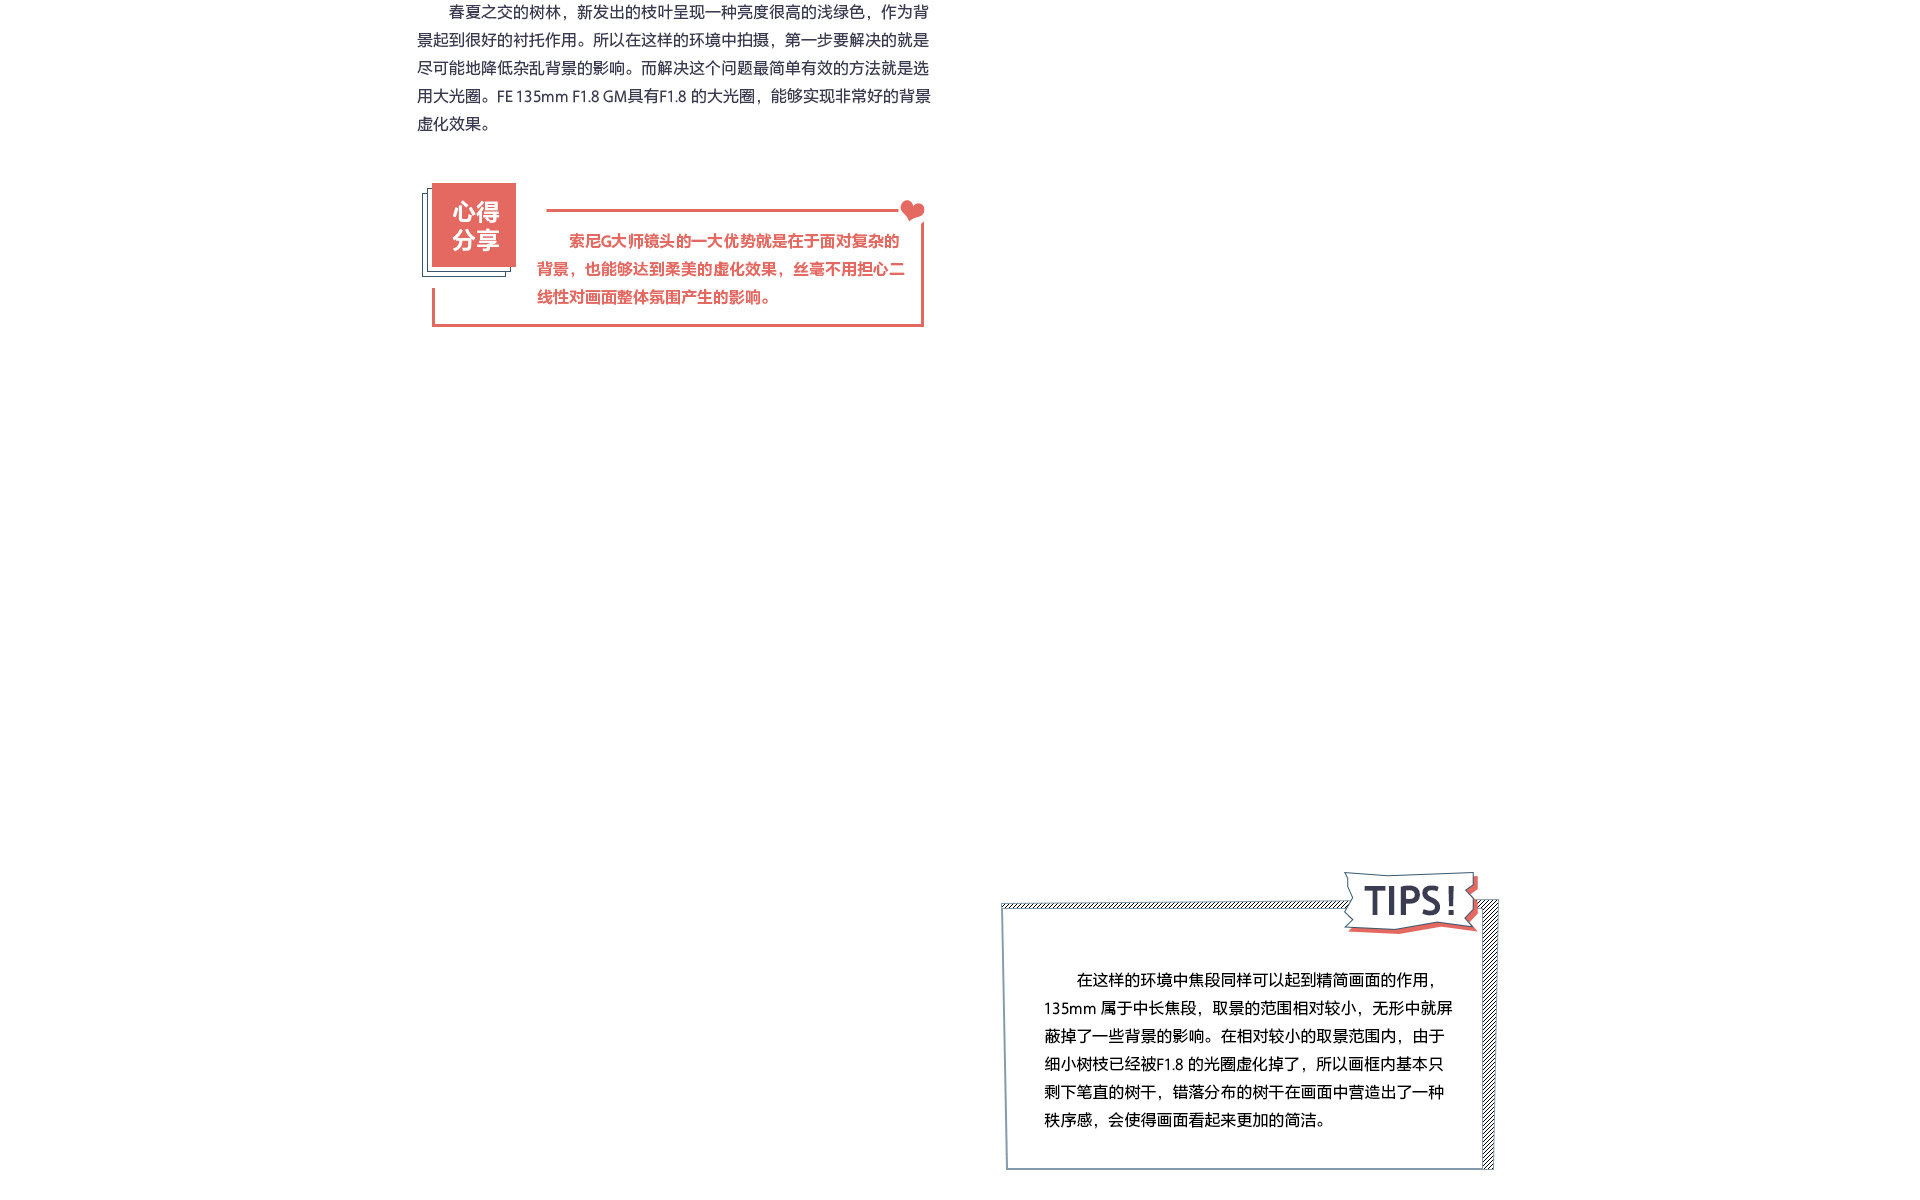 春夏之交的树林，新发出的枝叶呈现一种亮度很高的浅绿色，作为背
景起到很好的衬托作用。所以在这样的环境中拍摄，第一步要解决的就是
尽可能地降低杂乱背景的影响。而解决这个问题最简单有效的方法就是选
用大光圈。FE 135mm F1.8 GM具有F1.8 的大光圈，能够实现非常好的背景
虚化效果。
心得
分享
索尼G大师镜头的一大优势就是在于面对复杂的
背景，也能够达到柔美的虚化效果，丝毫不用担心二
线性对画面整体氛围产生的影响。
TIPS!
在这样的环境中焦段同样可以起到精简画面的作用，
135mm 属于中长焦段，取景的范围相对较小，无形中就屏
蔽掉了一些背景的影响。在相对较小的取景范围内，由于
细小树枝已经被F1.8 的光圈虚化掉了，所以画框内基本只
剩下笔直的树干，错落分布的树干在画面中营造出了一种
秩序感，会使得画面看起来更加的简洁。